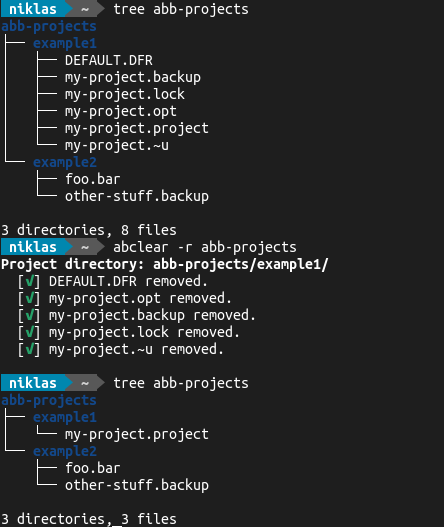 niklas ~ tree abb-projects
abb-projects
├── example1
│   ├── DEFAULT.DFR
│   ├── my-project.backup
│   ├── my-project.lock
│   ├── my-project.opt
│   ├── my-project.project
│   └── my-project.~u
└── example2
    ├── foo.bar
    └── other-stuff.backup
3 directories, 8 files
niklas ~ abclear -r abb-projects
Project directory: abb-projects/example1/
  [✓] DEFAULT.DFR removed.
  [✓] my-project.opt removed.
  [✓] my-project.backup removed.
  [✓] my-project.lock removed.
  [✓] my-project.~u removed.
niklas ~ tree abb-projects
abb-projects
├── example1
│   └── my-project.project
└── example2
    ├── foo.bar
    └── other-stuff.backup
3 directories, 3 files